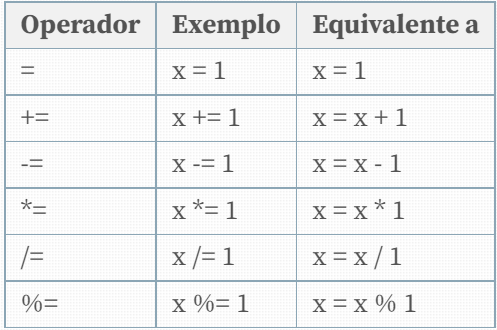 Operador Exemplo Equivalente a
= x = 1 x = 1
+= x += 1 x = x + 1
-= x -= 1 x = x - 1
*= x *= 1 x = x * 1
/= x /= 1 x = x / 1
%= x %= 1 x = x % 1